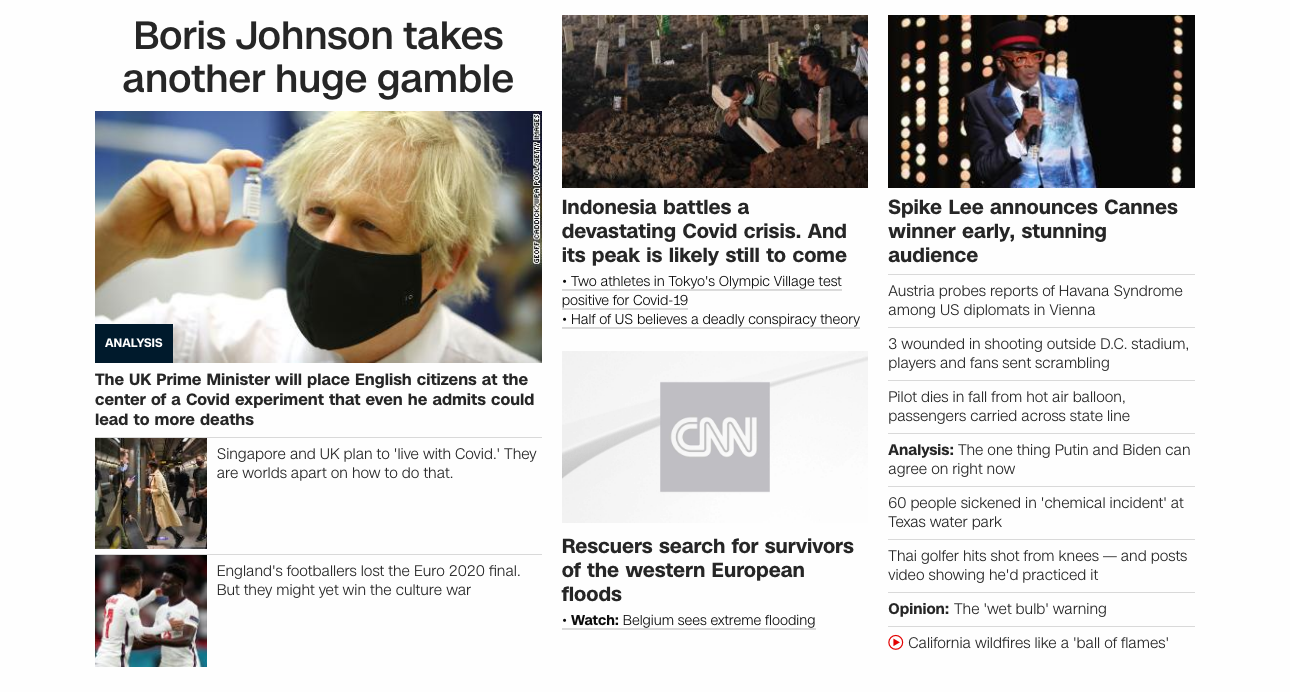 Boris Johnson takes
another huge gamble
GEOFF CADDICK/WPA POOL/GETTY IMAGES
ANALYSIS
The UK Prime Minister will place English citizens at the
center of a Covid experiment that even he admits could
lead to more deaths
Singapore and UK plan to 'live with Covid.' They
are worlds apart on how to do that.
England's footballers lost the Euro 2020 final.
But they might yet win the culture war
Indonesia battles a
devastating Covid crisis. And
its peak is likely still to come
• Two athletes in Tokyo's Olympic Village test
positive for Covid-19
• Half of US believes a deadly conspiracy theory
CNN
Rescuers search for survivors
of the western European
floods
• Watch: Belgium sees extreme flooding
Spike Lee announces Cannes
winner early, stunning
audience
Austria probes reports of Havana Syndrome
among US diplomats in Vienna
3 wounded in shooting outside D.C. stadium,
players and fans sent scrambling
Pilot dies in fall from hot air balloon,
passengers carried across state line
Analysis: The one thing Putin and Biden can
agree on right now
60 people sickened in 'chemical incident' at
Texas water park
Thai golfer hits shot from knees — and posts
video showing he'd practiced it
Opinion: The 'wet bulb' warning
California wildfires like a 'ball of flames'